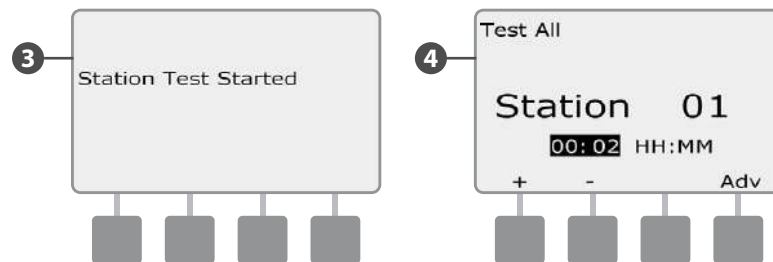 3
Station Test Started
4
Test All
Station 01
00:02 HH:MM
+ - Adv